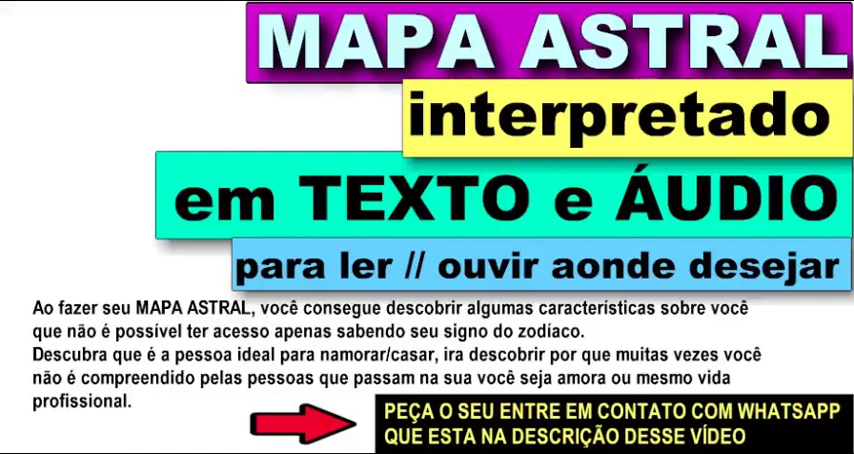 MAPA ASTRAL
interpretado
em TEXTO e ÁUDIO
para ler // ouvir aonde desejar
Ao fazer seu MAPA ASTRAL, você consegue descobrir algumas características sobre você
que não é possível ter acesso apenas sabendo seu signo do zodíaco.
Descubra que é a pessoa ideal para namorar/casar, ira descobrir por que muitas vezes você
não é compreendido pelas pessoas que passam na sua você seja amora ou mesmo vida
profissional.
PEÇA O SEU ENTRE EM CONTATO COM WHATSAPP
QUE ESTA NA DESCRIÇÃO DESSE VÍDEO